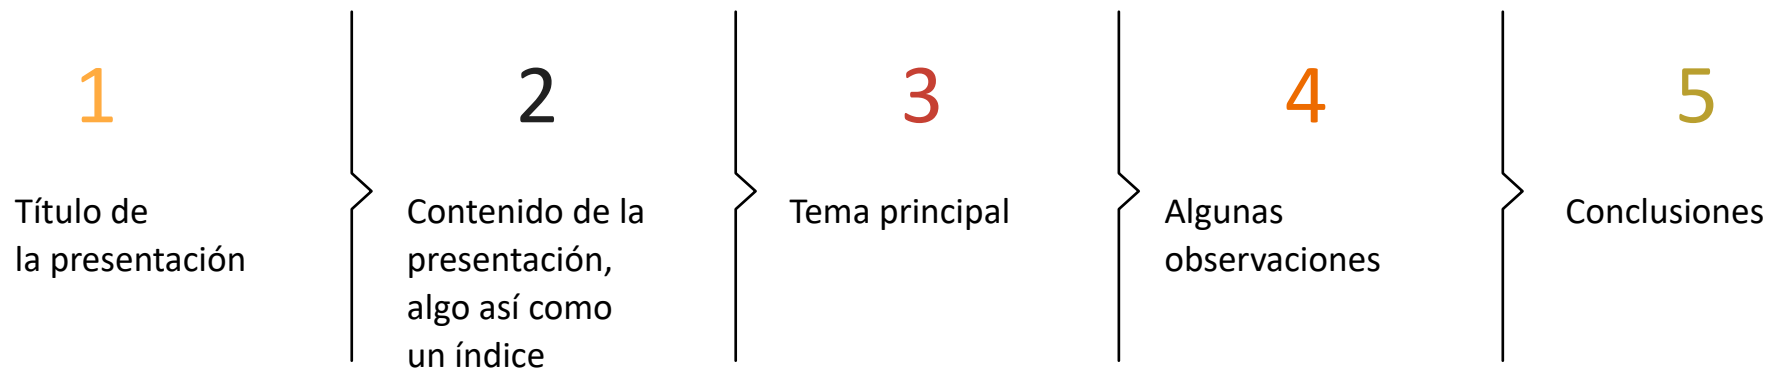 1
Título de
la presentación
2
Contenido de la
presentación,
algo así como
un índice
3
Tema principal
4
Algunas
observaciones
5
Conclusiones